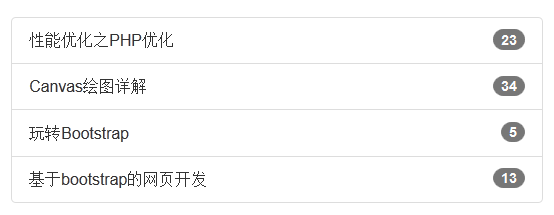 性能优化之PHP优化 23
Canvas绘图详解 34
玩转Bootstrap 5
基于bootstrap的网页开发 13